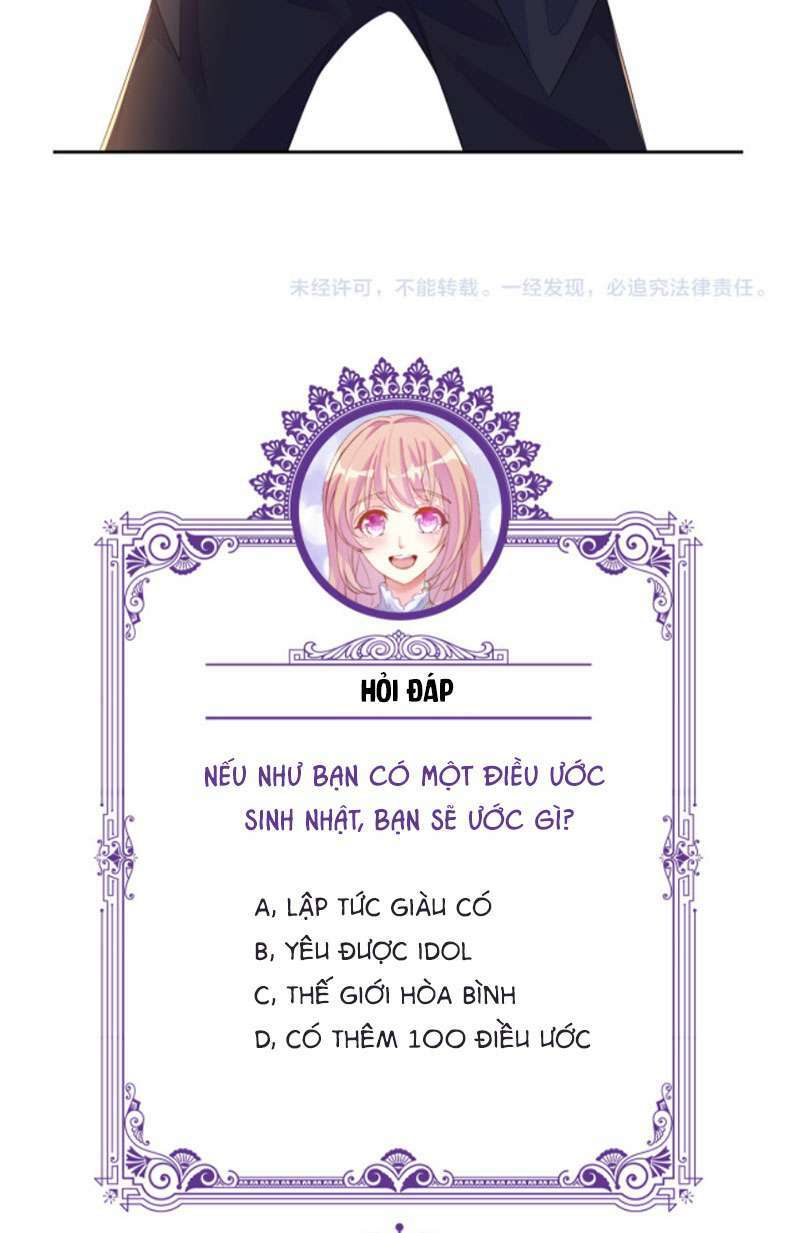 未经许可，不能转载。一经发现，必追究法律责任。
HỎI ĐÁP
NẾU NHƯ BẠN CÓ MỘT ĐIỀU ƯỚC
SINH NHẬT, BẠN SẼ ƯỚC GÌ?
A, LẬP TỨC GIÀU CÓ
B, YÊU ĐƯỢC IDOL
C, THẾ GIỚI HÒA BÌNH
D, CÓ THÊM 100 ĐIỀU ƯỚC